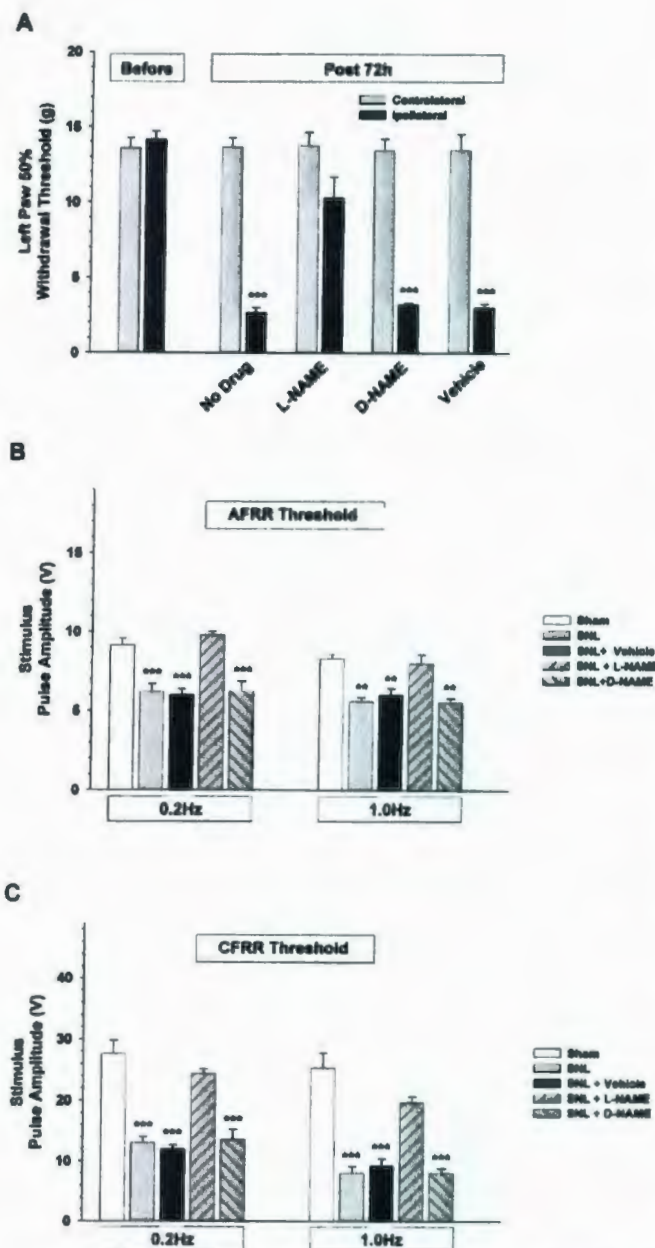 A
20
15
10
5
0
Left Paw 50%
Withdrawal Threshold (g)
Before
Post 72h
Contralateral
Ipsilateral
***
***
***
No Drug
L-NAME
D-NAME
Vehicle
B
AFRR Threshold
15
10
5
0
Stimulus
Pulse Amplitude (V)
***
***
***
**
**
**
0.2Hz
1.0Hz
Sham
SNL
SNL+ Vehicle
SNL + L-NAME
SNL+D-NAME
C
CFRR Threshold
40
30
20
10
0
Stimulus
Pulse Amplitude (V)
***
***
***
***
***
***
0.2Hz
1.0Hz
Sham
SNL
SNL + Vehicle
SNL + L-NAME
SNL + D-NAME